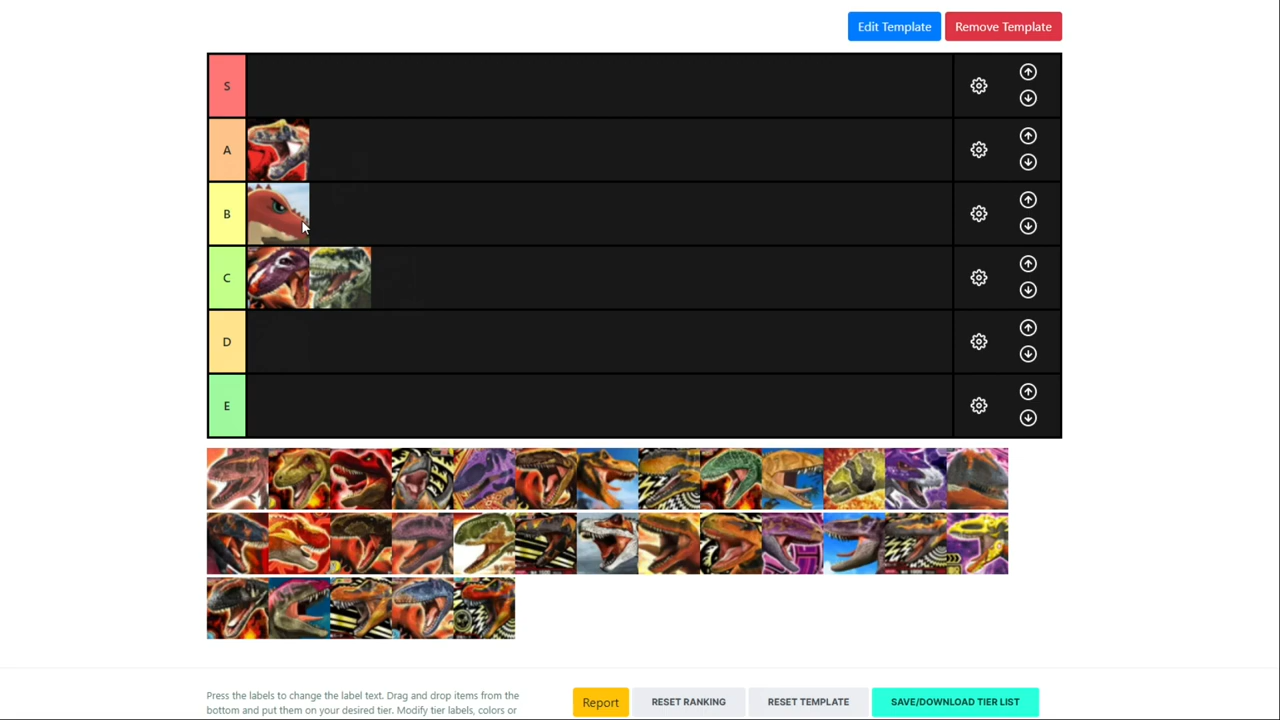 Edit Template
Remove Template
S
A
B
C
D
E
Press the labels to change the label text. Drag and drop items from the
bottom and put them on your desired tier. Modify tier labels, colors or
Report
RESET RANKING
RESET TEMPLATE
SAVE/DOWNLOAD TIER LIST